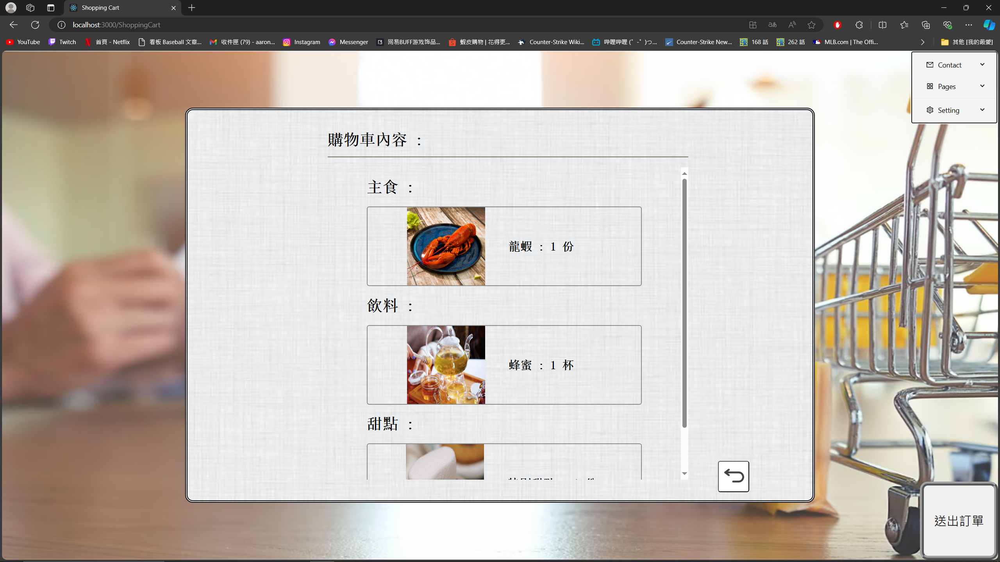 Shopping Cart
localhost:3000/ShoppingCart
YouTube
Twitch
首頁 - Netflix
看板 Baseball 文章...
收件匣 (79) - aaron...
Instagram
Messenger
网易BUFF游戏饰品...
蝦皮購物 | 花得更...
Counter-Strike Wiki...
哔哩哔哩 (゜-゜)つ...
Counter-Strike New...
168 話
262 話
MLB.com | The Offi...
其他 [我的最愛]
Contact
Pages
Setting
購物車內容 :
主食 :
龍蝦 : 1 份
飲料 :
蜂蜜 : 1 杯
甜點 :
送出訂單